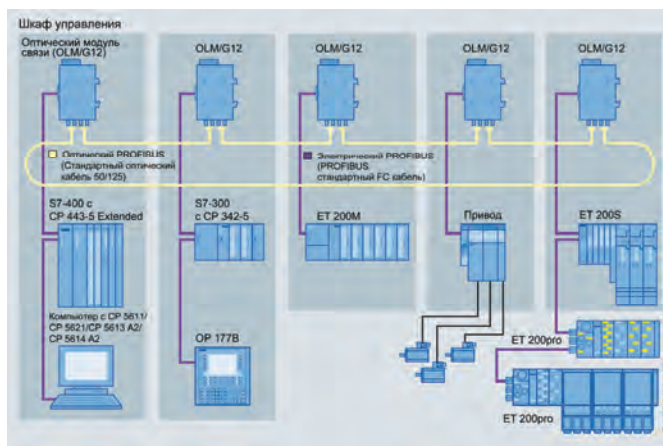 Шкаф управления
Оптический модуль
связи (OLM/G12)
OLM/G12
OLM/G12
OLM/G12
OLM/G12
Оптический PROFIBUS
(Стандартный оптический
кабель 50/125)
Электрический PROFIBUS
(PROFIBUS
стандартный FC кабель)
S7-400 с
CP 443-5 Extended
S7-300
с CP 342-5
ET 200M
Привод
ET 200S
Компьютер с CP 5611/
CP 5621/CP 5613 A2/
CP 5614 A2
OP 177B
ET 200pro
ET 200pro